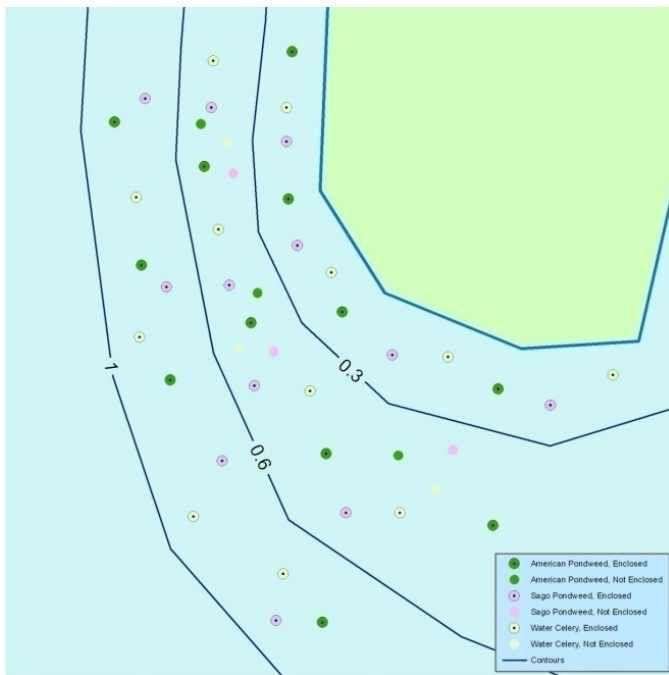 0.3
1
0.6
American Pondweed, Enclosed
American Pondweed, Not Enclosed
Sago Pondweed, Enclosed
Sago Pondweed, Not Enclosed
Water Celery, Enclosed
Water Celery, Not Enclosed
Contours